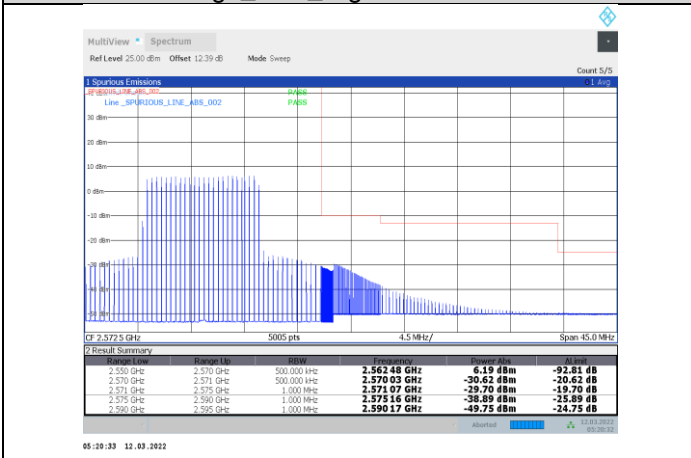 MultiView Spectrum
Ref Level 25.00 dBm Offset 12.39 dB Mode Sweep
Count 5/5
1 Spurious Emissions 1 Avg
SPURIOUS_LINE_ABS_002 PASS
Line _SPURIOUS_LINE_ABS_002 PASS
30 dBm
20 dBm
10 dBm
0 dBm
-10 dBm
-20 dBm
-30 dBm
-40 dBm
-50 dBm
CF 2.5725 GHz 5005 pts 4.5 MHz/ Span 45.0 MHz
2 Result Summary
Range Low Range Up RBW Frequency Power Abs ΔLimit
2.550 GHz 2.570 GHz 500.000 kHz 2.562 48 GHz 6.19 dBm -92.81 dB
2.570 GHz 2.571 GHz 500.000 kHz 2.570 03 GHz -30.62 dBm -20.62 dB
2.571 GHz 2.575 GHz 1.000 MHz 2.571 07 GHz -29.70 dBm -19.70 dB
2.575 GHz 2.590 GHz 1.000 MHz 2.575 16 GHz -38.89 dBm -25.89 dB
2.590 GHz 2.595 GHz 1.000 MHz 2.590 17 GHz -49.75 dBm -24.75 dB
Aborted 12.03.2022
05:20:32
05:20:33 12.03.2022